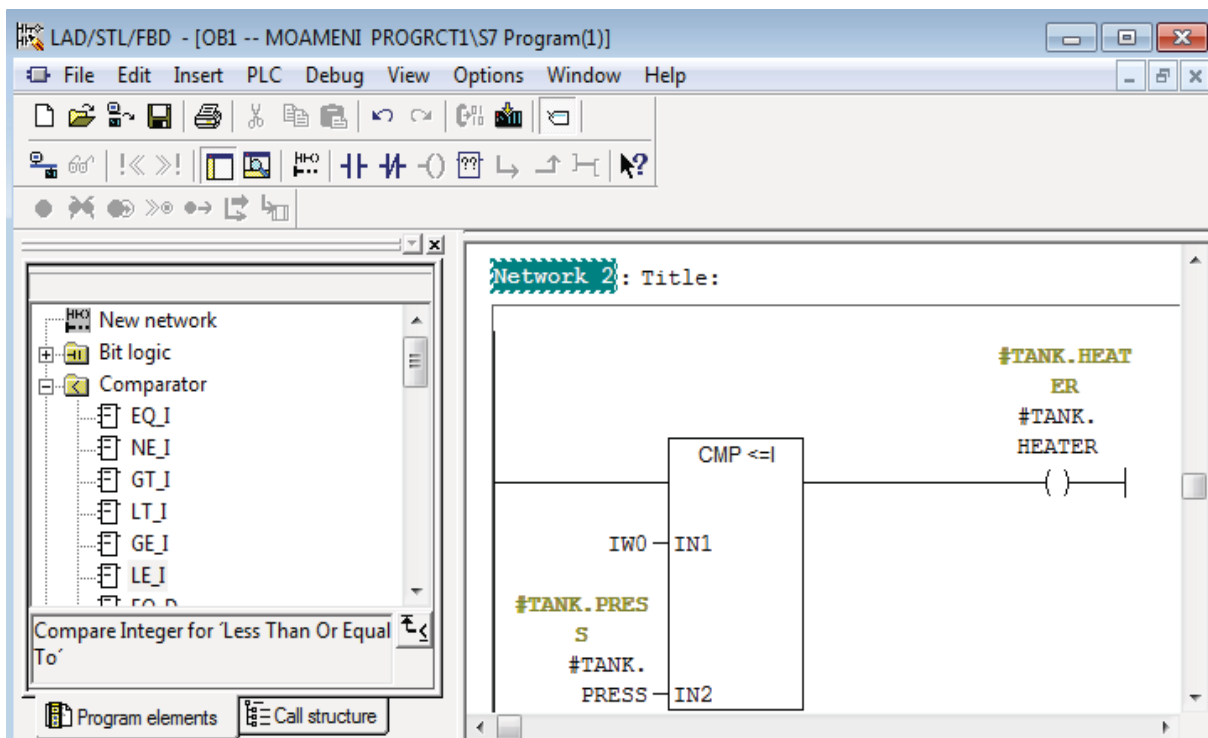 LAD/STL/FBD - [OB1 -- MOAMENI PROGRCT1\S7 Program(1)]
File Edit Insert PLC Debug View Options Window Help
Network 2: Title:
New network
Bit logic
Comparator
EQ_I
NE_I
GT_I
LT_I
GE_I
LE_I
Compare Integer for ´Less Than Or Equal
To´
Program elements
Call structure
#TANK.HEAT
ER
#TANK.
HEATER
CMP <=I
( )
IW0
IN1
#TANK.PRES
S
#TANK.
PRESS
IN2